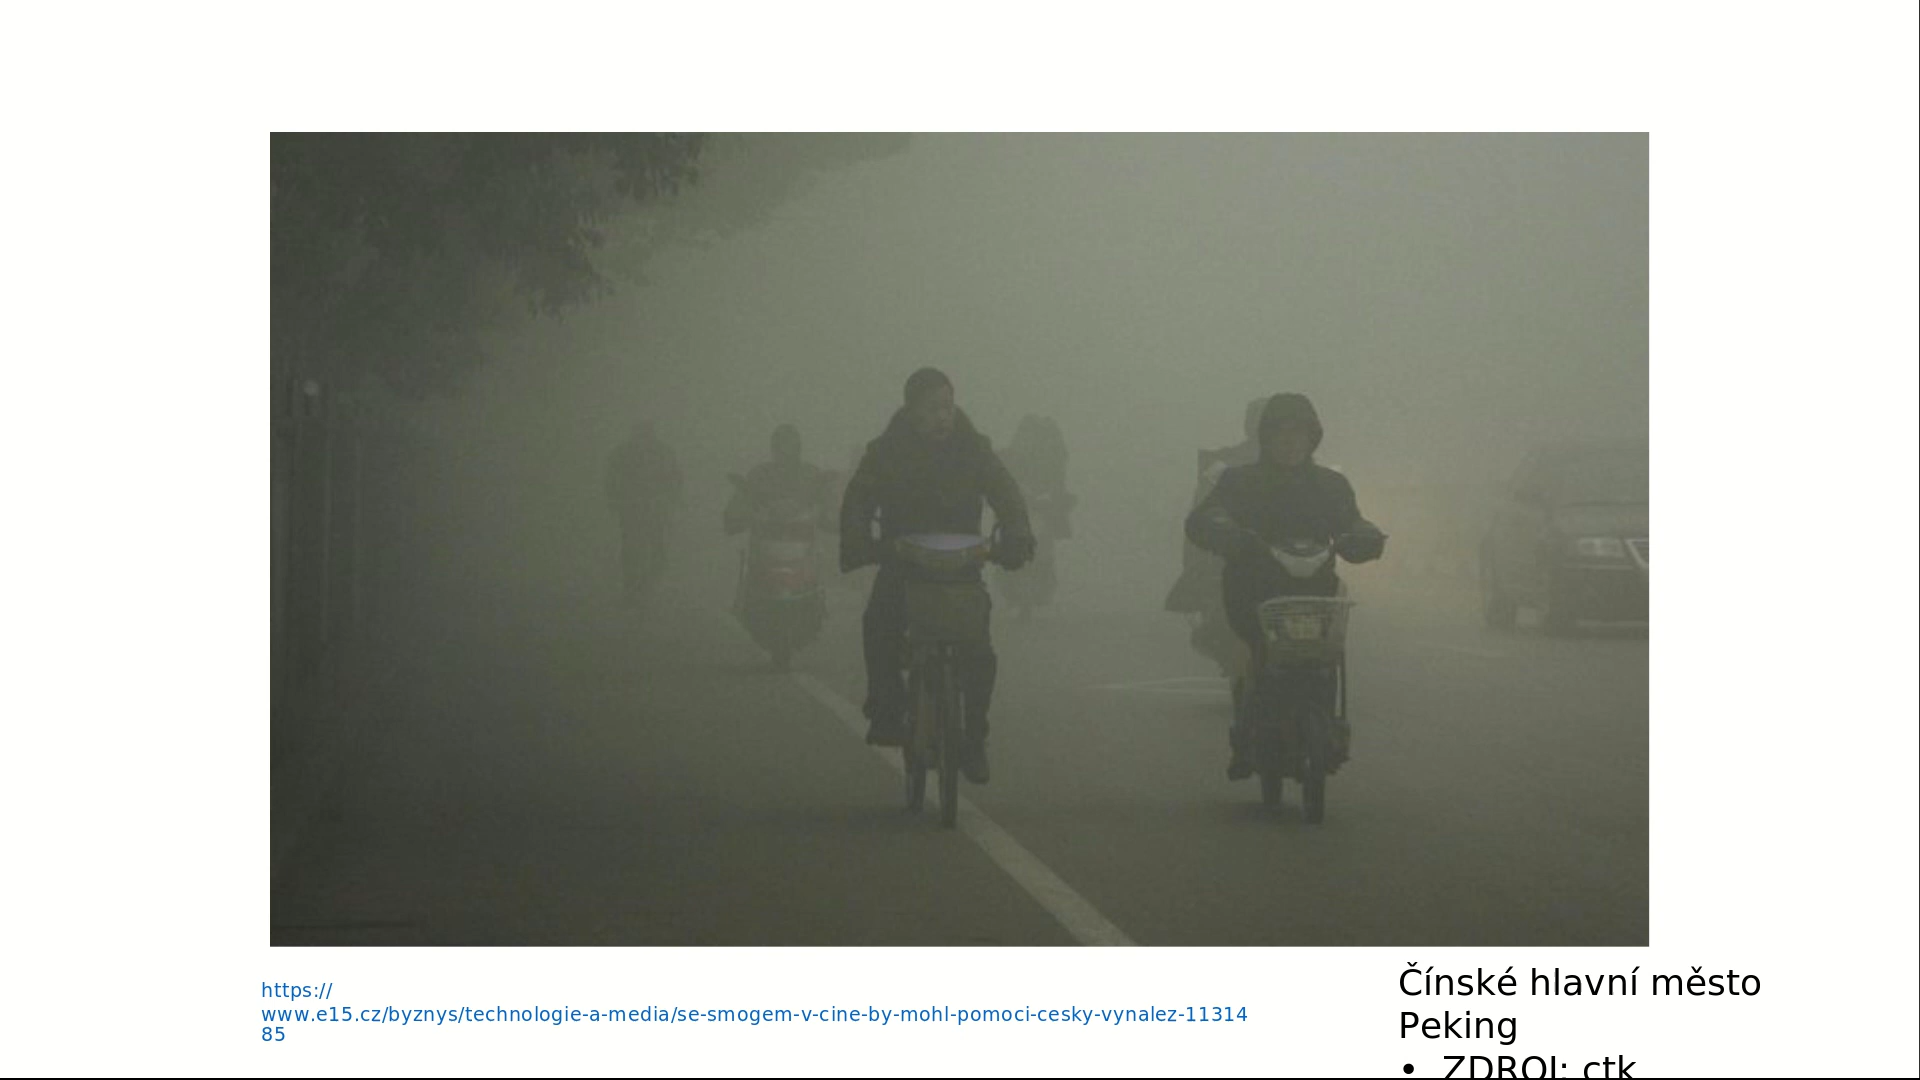 https://
www.e15.cz/byznys/technologie-a-media/se-smogem-v-cine-by-mohl-pomoci-cesky-vynalez-11314
85
Čínské hlavní město
Peking
• ZDROJ: ctk